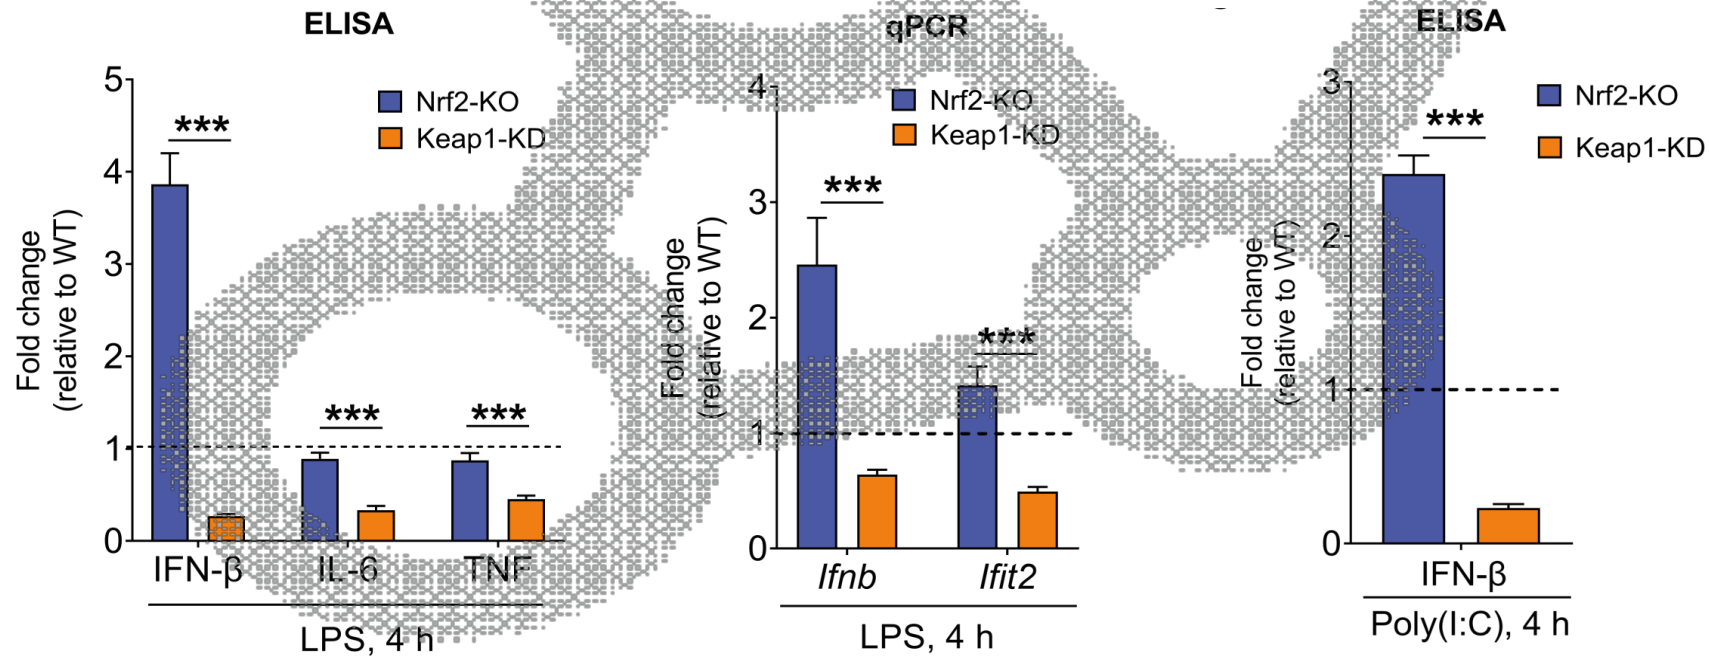 ELISA
5
4
3
2
1
0
Fold change
(relative to WT)
***
***
***
Nrf2-KO
Keap1-KD
IFN-β
IL-6
TNF
LPS, 4 h
qPCR
4
3
2
1
0
Fold change
(relative to WT)
***
***
Nrf2-KO
Keap1-KD
Ifnb
Ifit2
LPS, 4 h
ELISA
3
2
1
0
Fold change
(relative to WT)
***
Nrf2-KO
Keap1-KD
IFN-β
Poly(I:C), 4 h